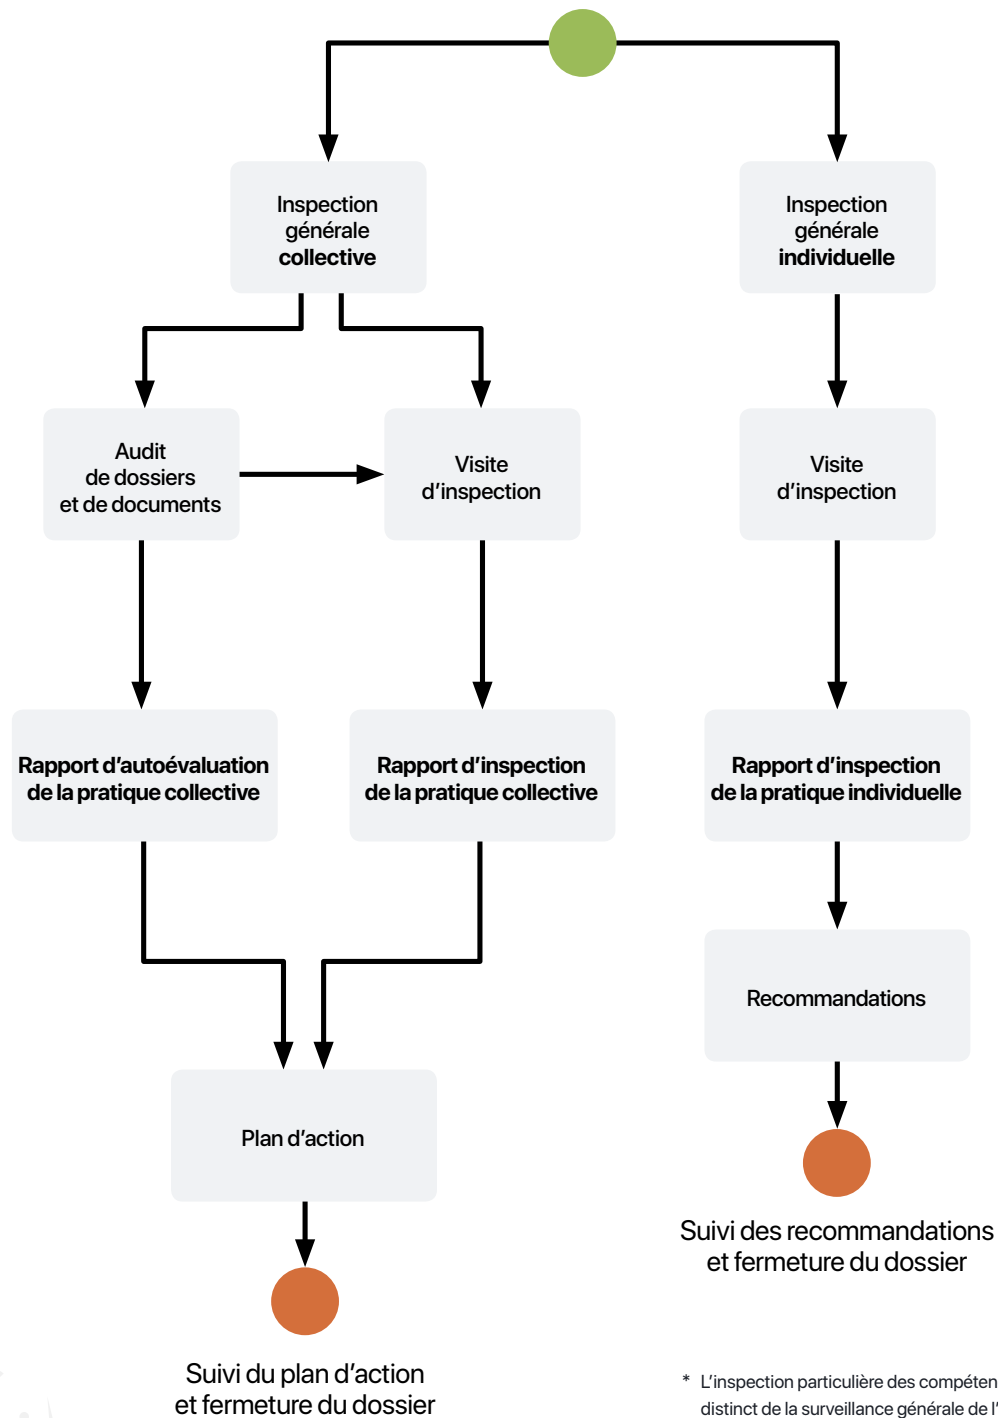 Inspection
générale
collective
Inspection
générale
individuelle
Audit
de dossiers
et de documents
Visite
d’inspection
Visite
d’inspection
Rapport d’autoévaluation
de la pratique collective
Rapport d’inspection
de la pratique collective
Rapport d’inspection
de la pratique individuelle
Recommandations
Plan d’action
Suivi des recommandations
et fermeture du dossier
Suivi du plan d’action
et fermeture du dossier
* L’inspection particulière des
distinct de la surveillance générale de